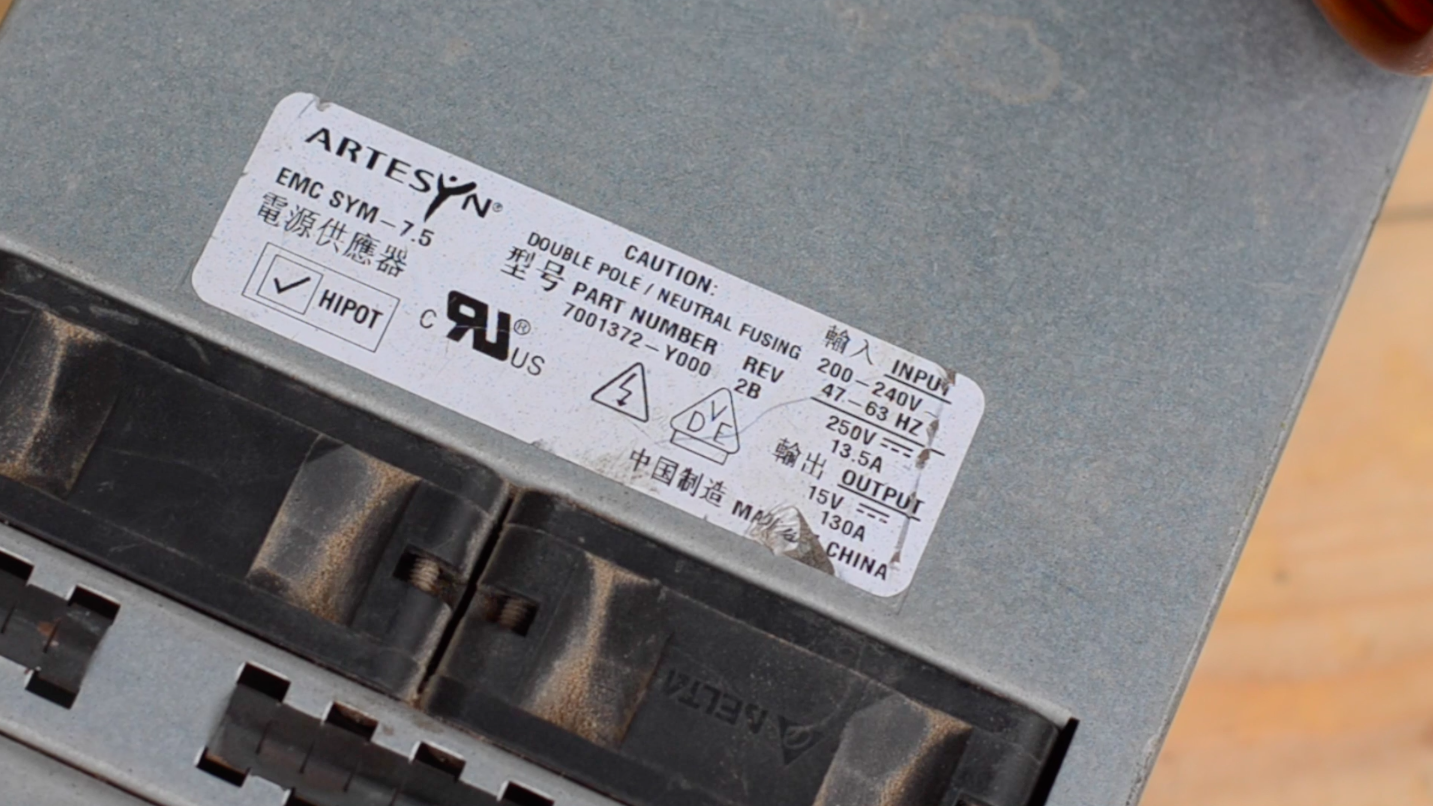 ARTESYN®
EMC SYM-7.5
電源供應器
✓ HIPOT
C RU® US
CAUTION:
DOUBLE POLE / NEUTRAL FUSING
型号 PART NUMBER REV
7001372-Y000 2B
DVE
中国制造 CHINA
輸入 INPUT
200-240V
47-63 HZ
250V
13.5A
輸出 OUTPUT
15V
130A
DELTA